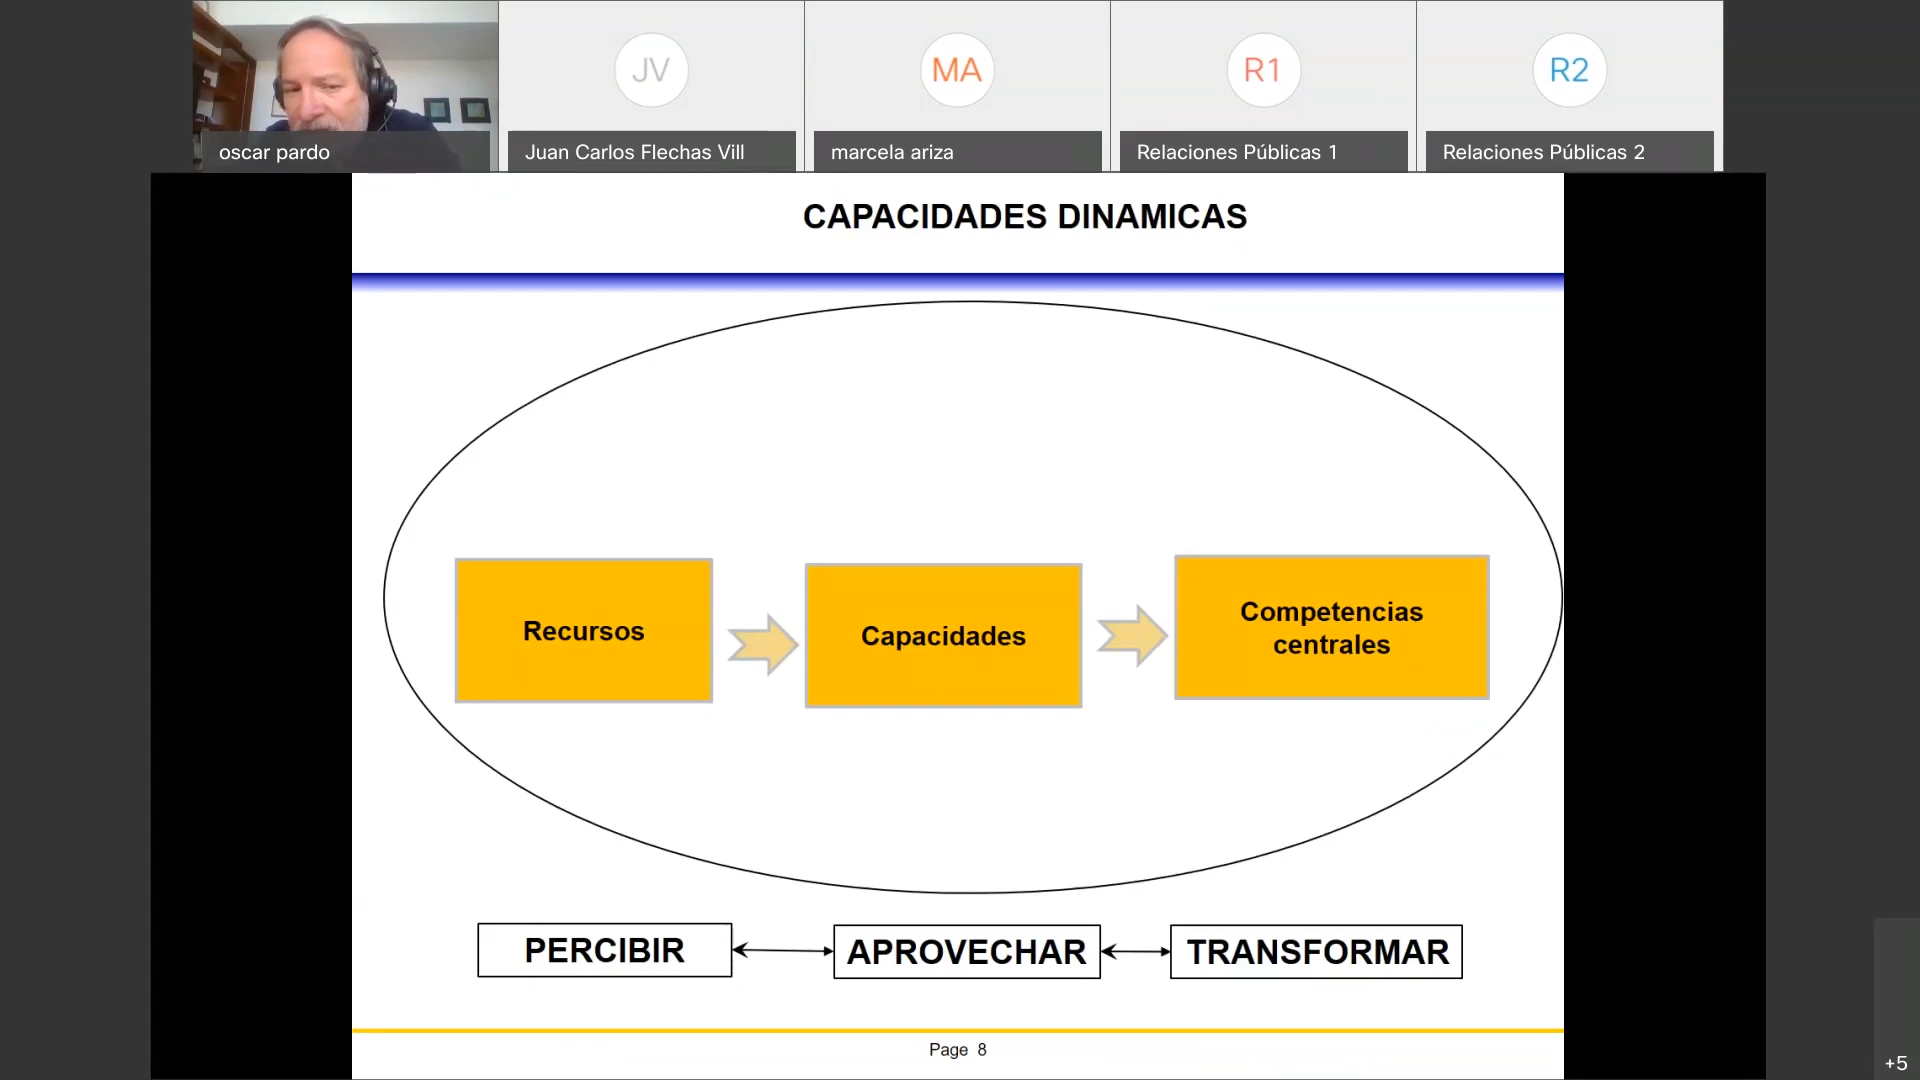 JV
MA
R1
R2
oscar pardo
Juan Carlos Flechas Vill
marcela ariza
Relaciones Públicas 1
Relaciones Públicas 2
CAPACIDADES DINAMICAS
Recursos
Capacidades
Competencias
centrales
PERCIBIR
APROVECHAR
TRANSFORMAR
Page 8
+5